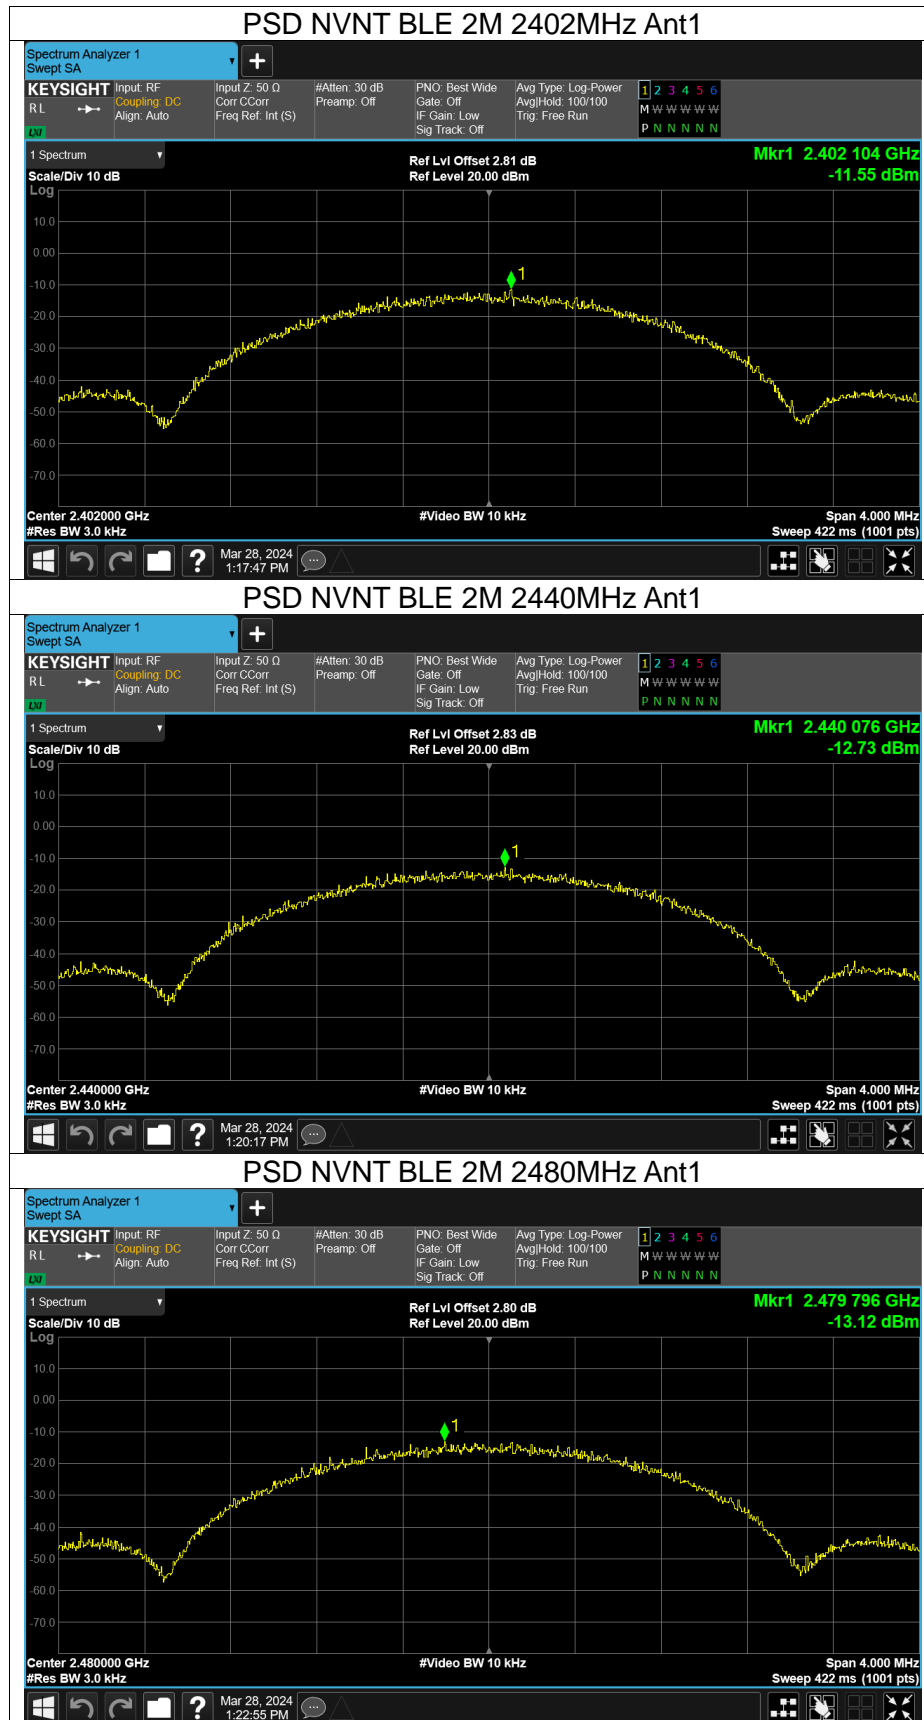 PSD NVNT BLE 2M 2402MHz Ant1
Spectrum Analyzer 1
Swept SA
+
KEYSIGHT Input: RF Input Z: 50 Ω #Atten: 30 dB PNO: Best Wide Avg Type: Log-Power 1 2 3 4 5 6
RL Coupling: DC Corr CCorr Preamp: Off Gate: Off Avg|Hold: 100/100 M W W W W W
Align: Auto Freq Ref: Int (S) IF Gain: Low Trig: Free Run
LXI Sig Track: Off P N N N N N
1 Spectrum Ref Lvl Offset 2.81 dB Mkr1 2.402 104 GHz
Scale/Div 10 dB Ref Level 20.00 dBm -11.55 dBm
Log
10.0
0.00
1
-10.0
-20.0
-30.0
-40.0
-50.0
-60.0
-70.0
Center 2.402000 GHz #Video BW 10 kHz Span 4.000 MHz
#Res BW 3.0 kHz Sweep 422 ms (1001 pts)
? Mar 28, 2024
1:17:47 PM
PSD NVNT BLE 2M 2440MHz Ant1
Spectrum Analyzer 1
Swept SA
+
KEYSIGHT Input: RF Input Z: 50 Ω #Atten: 30 dB PNO: Best Wide Avg Type: Log-Power 1 2 3 4 5 6
RL Coupling: DC Corr CCorr Preamp: Off Gate: Off Avg|Hold: 100/100 M W W W W W
Align: Auto Freq Ref: Int (S) IF Gain: Low Trig: Free Run
LXI Sig Track: Off P N N N N N
1 Spectrum Ref Lvl Offset 2.83 dB Mkr1 2.440 076 GHz
Scale/Div 10 dB Ref Level 20.00 dBm -12.73 dBm
Log
10.0
0.00
1
-10.0
-20.0
-30.0
-40.0
-50.0
-60.0
-70.0
Center 2.440000 GHz #Video BW 10 kHz Span 4.000 MHz
#Res BW 3.0 kHz Sweep 422 ms (1001 pts)
? Mar 28, 2024
1:20:17 PM
PSD NVNT BLE 2M 2480MHz Ant1
Spectrum Analyzer 1
Swept SA
+
KEYSIGHT Input: RF Input Z: 50 Ω #Atten: 30 dB PNO: Best Wide Avg Type: Log-Power 1 2 3 4 5 6
RL Coupling: DC Corr CCorr Preamp: Off Gate: Off Avg|Hold: 100/100 M W W W W W
Align: Auto Freq Ref: Int (S) IF Gain: Low Trig: Free Run
LXI Sig Track: Off P N N N N N
1 Spectrum Ref Lvl Offset 2.80 dB Mkr1 2.479 796 GHz
Scale/Div 10 dB Ref Level 20.00 dBm -13.12 dBm
Log
10.0
0.00
1
-10.0
-20.0
-30.0
-40.0
-50.0
-60.0
-70.0
Center 2.480000 GHz #Video BW 10 kHz Span 4.000 MHz
#Res BW 3.0 kHz Sweep 422 ms (1001 pts)
? Mar 28, 2024
1:22:55 PM